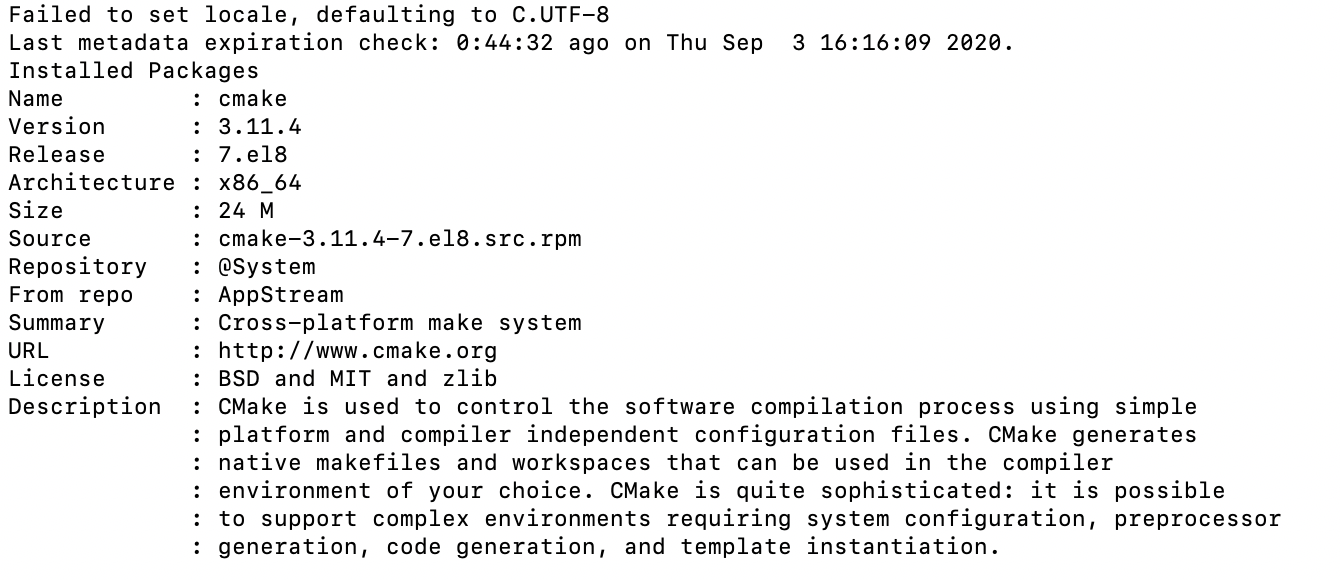 Failed to set locale, defaulting to C.UTF-8
Last metadata expiration check: 0:44:32 ago on Thu Sep  3 16:16:09 2020.
Installed Packages
Name         : cmake
Version      : 3.11.4
Release      : 7.el8
Architecture : x86_64
Size         : 24 M
Source       : cmake-3.11.4-7.el8.src.rpm
Repository   : @System
From repo    : AppStream
Summary      : Cross-platform make system
URL          : http://www.cmake.org
License      : BSD and MIT and zlib
Description  : CMake is used to control the software compilation process using simple
             : platform and compiler independent configuration files. CMake generates
             : native makefiles and workspaces that can be used in the compiler
             : environment of your choice. CMake is quite sophisticated: it is possible
             : to support complex environments requiring system configuration, preprocessor
             : generation, code generation, and template instantiation.